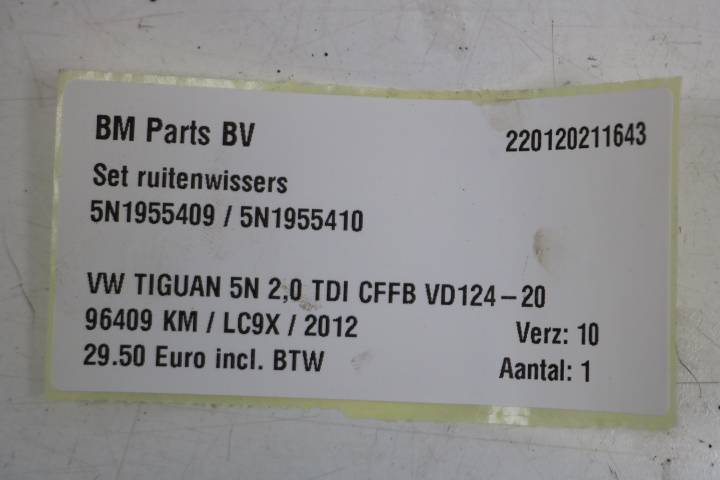 BM Parts BV
220120211643
Set ruitenwissers
5N1955409 / 5N1955410
VW TIGUAN 5N 2,0 TDI CFFB VD124-20
96409 KM / LC9X / 2012
Verz: 10
29.50 Euro incl. BTW
Aantal: 1